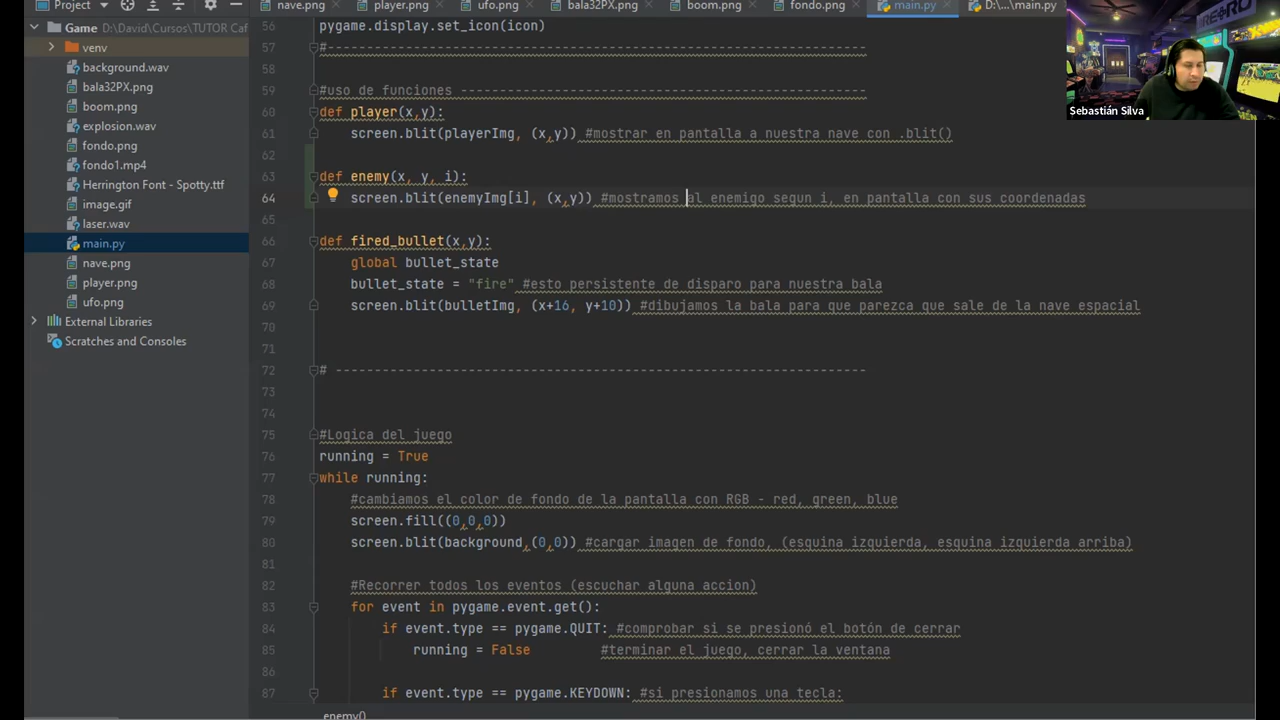 Project
nave.png
player.png
ufo.png
bala32PX.png
boom.png
fondo.png
main.py
D:\...\main.py
Game D:\David\Cursos\TUTOR Caf
venv
background.wav
bala32PX.png
boom.png
explosion.wav
fondo.png
fondo1.mp4
Herrington Font - Spotty.ttf
image.gif
laser.wav
main.py
nave.png
player.png
ufo.png
External Libraries
Scratches and Consoles
56 pygame.display.set_icon(icon)
57 #--------------------------------------------------------------------
58
59 #uso de funciones ----------------------------------------------------
60 def player(x,y):
61 screen.blit(playerImg, (x,y)) #mostrar en pantalla a nuestra nave con .blit()
62
63 def enemy(x, y, i):
64 screen.blit(enemyImg[i], (x,y)) #mostramos al enemigo segun i, en pantalla con sus coordenadas
65
66 def fired_bullet(x,y):
67 global bullet_state
68 bullet_state = "fire" #esto persistente de disparo para nuestra bala
69 screen.blit(bulletImg, (x+16, y+10)) #dibujamos la bala para que parezca que sale de la nave espacial
70
71
72 # --------------------------------------------------------------------
73
74
75 #Logica del juego
76 running = True
77 while running:
78 #cambiamos el color de fondo de la pantalla con RGB - red, green, blue
79 screen.fill((0,0,0))
80 screen.blit(background,(0,0)) #cargar imagen de fondo, (esquina izquierda, esquina izquierda arriba)
82 #Recorrer todos los eventos (escuchar alguna accion)
83 for event in pygame.event.get():
84 if event.type == pygame.QUIT: #comprobar si se presionó el botón de cerrar
85 running = False #terminar el juego, cerrar la ventana
86
87 if event.type == pygame.KEYDOWN: #si presionamos una tecla:
enemy()
RETRO
Sebastián Silva